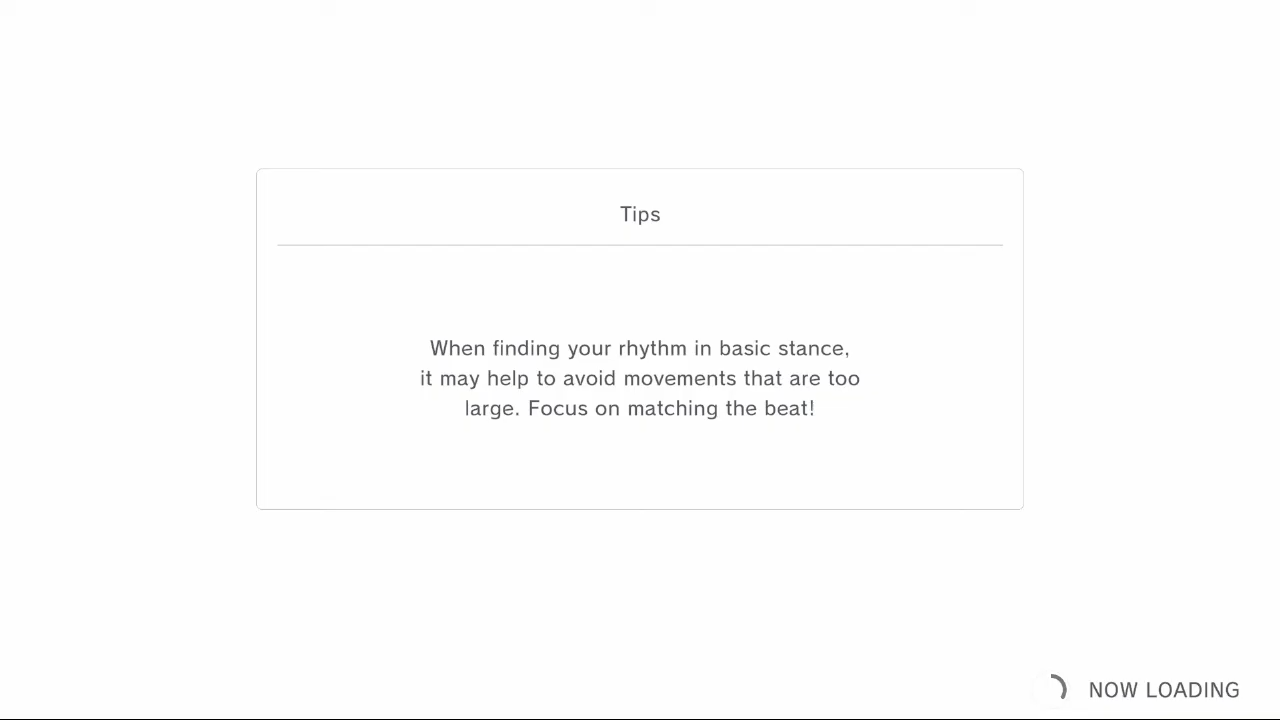 Tips
When finding your rhythm in basic stance,
it may help to avoid movements that are too
large. Focus on matching the beat!
NOW LOADING